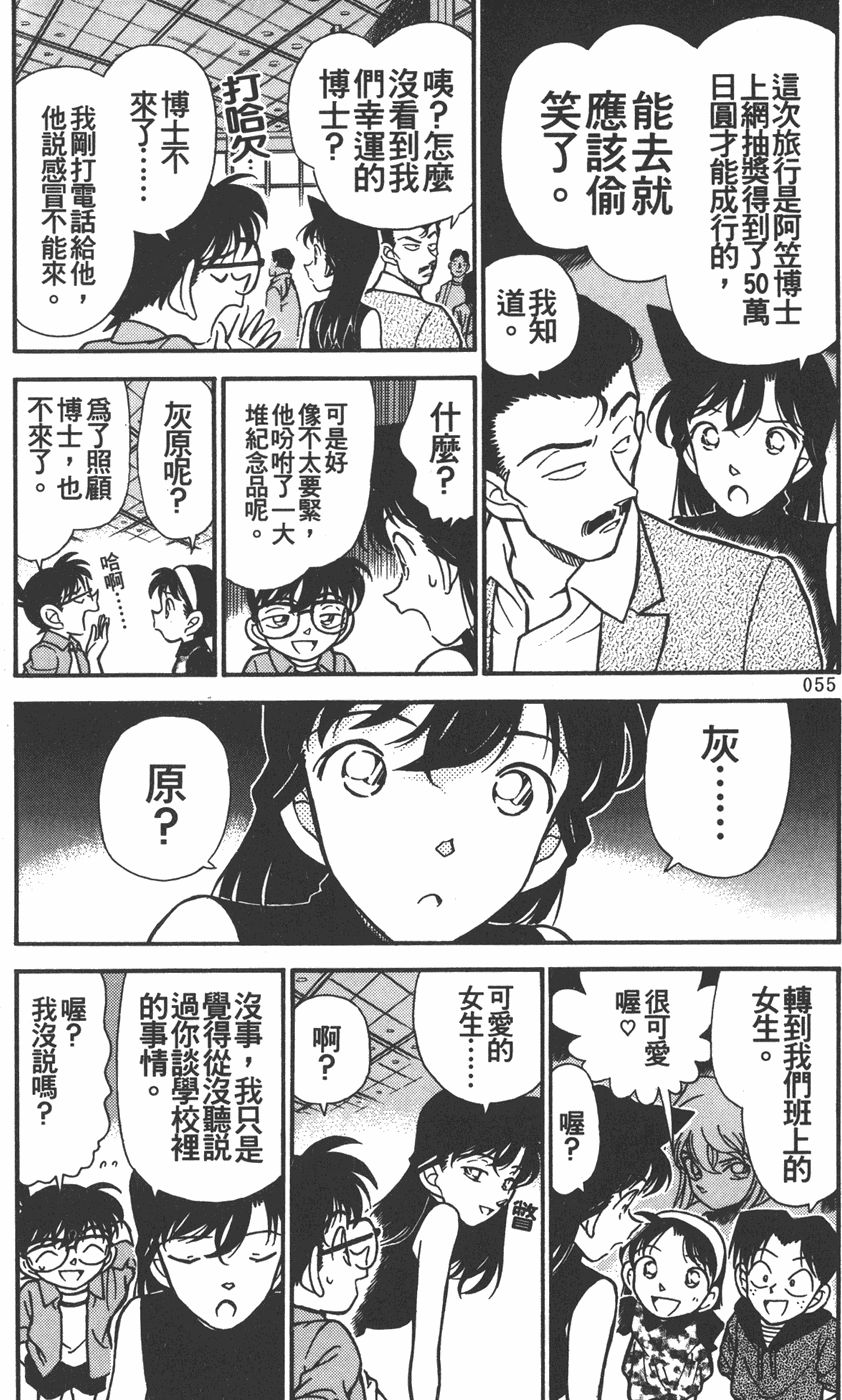 這次旅行是阿笠博士
上網抽獎得到了50萬
日圓才能成行的，
能去就
應該偷
笑了。
我知
道。
咦？怎麼
沒看到我
們幸運的
博士？
打哈欠…
博士不
來了……
我剛打電話給他，
他說感冒不能來。
什麼？
可是好
像不太要緊，
他吩咐了一大
堆紀念品呢。
灰原呢？
為了照顧
博士，也
不來了。
哈啊……
055
灰……
原？
轉到我們班上的
女生。
很可愛
喔♡
喔？
可愛的
女生……
瞥
啊？
沒事，我只是
覺得從沒聽說
過你談學校裡
的事情。
喔？
我沒說嗎？